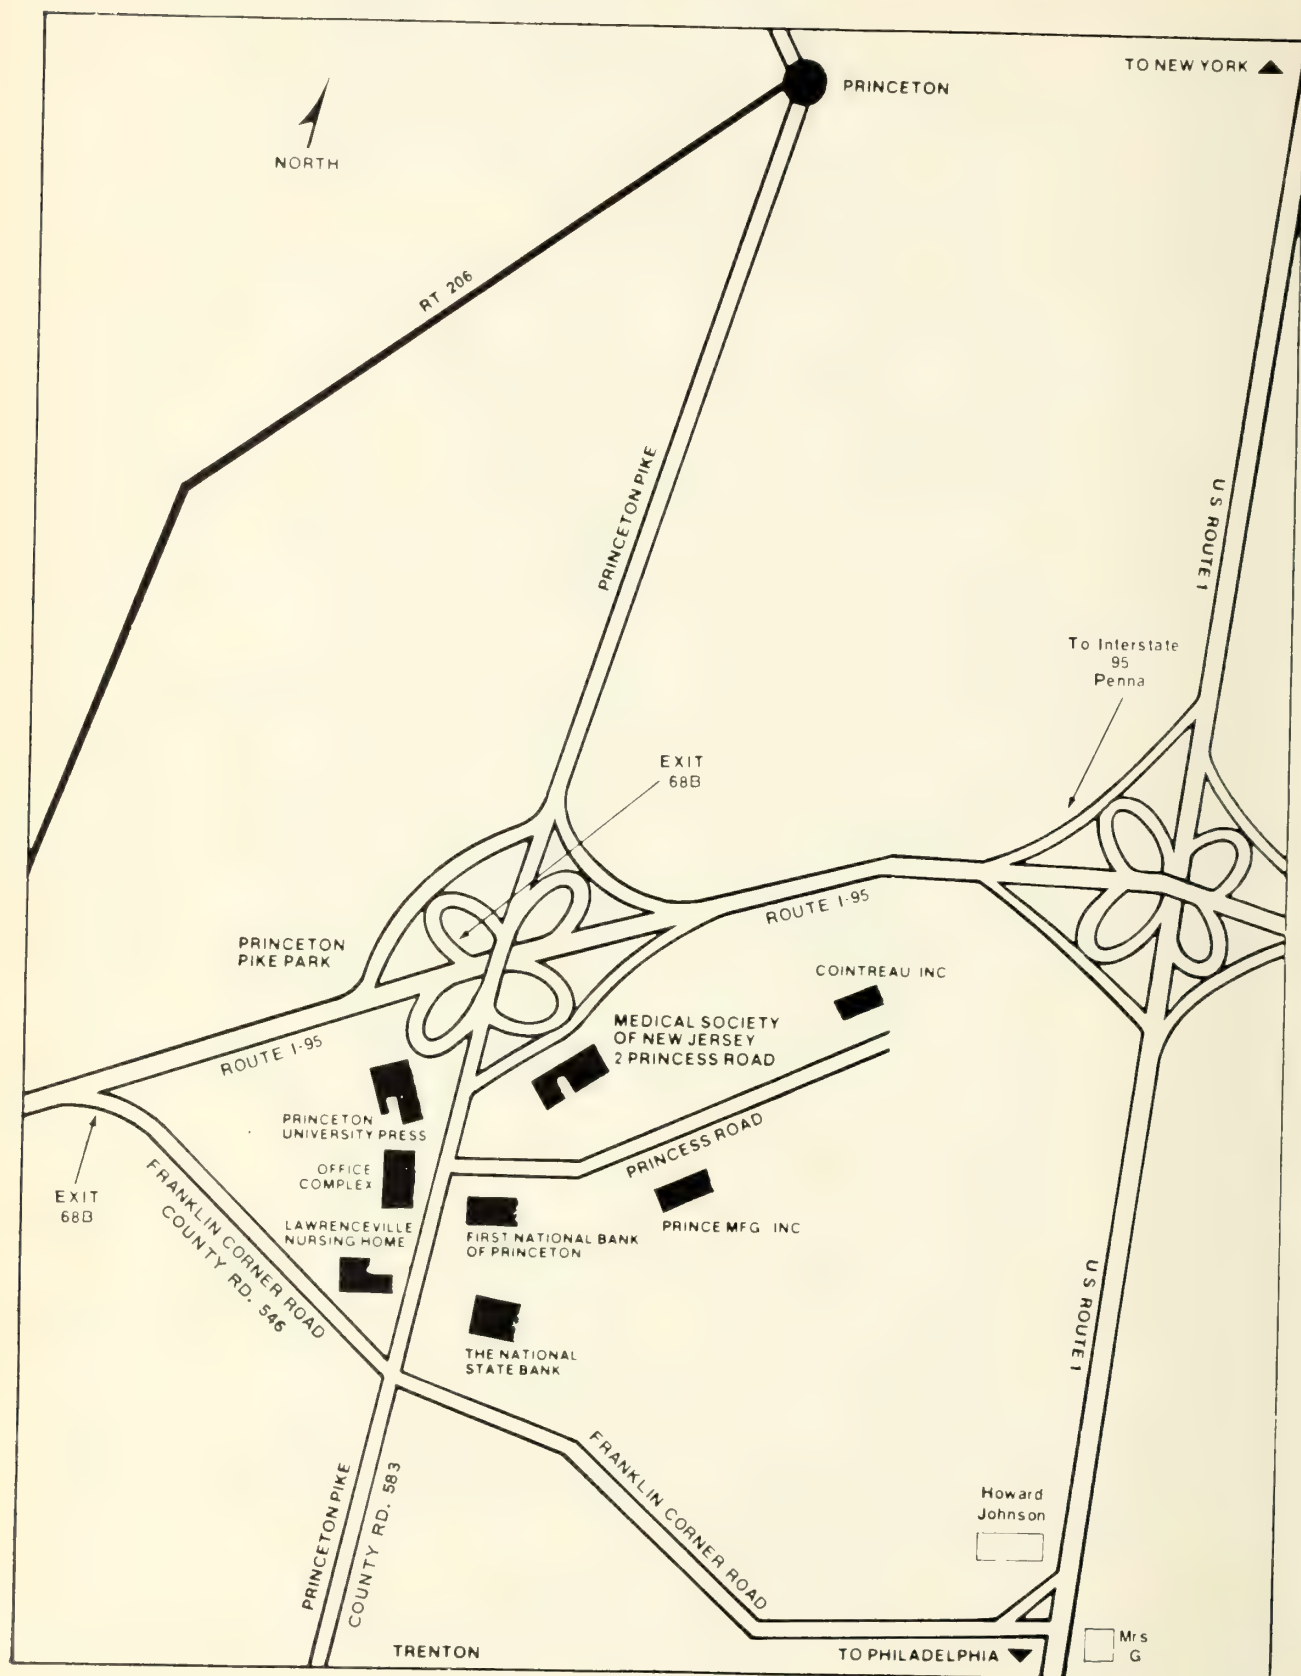 TO NEW YORK
PRINCETON
NORTH
RT 206
PRINCETON PIKE
US ROUTE 1
To Interstate
95
Penna
EXIT
68B
ROUTE I-95
PRINCETON
PIKE PARK
COINTREAU INC
MEDICAL SOCIETY
OF NEW JERSEY
2 PRINCESS ROAD
ROUTE I-95
PRINCETON
UNIVERSITY PRESS
PRINCESS ROAD
OFFICE
COMPLEX
EXIT
68B
FRANKLIN CORNER ROAD
COUNTY RD. 546
LAWRENCEVILLE
NURSING HOME
FIRST NATIONAL BANK
OF PRINCETON
PRINCE MFG INC
US ROUTE 1
THE NATIONAL
STATE BANK
FRANKLIN CORNER ROAD
PRINCETON PIKE
COUNTY RD. 583
Howard
Johnson
TRENTON
TO PHILADELPHIA
Mrs
G